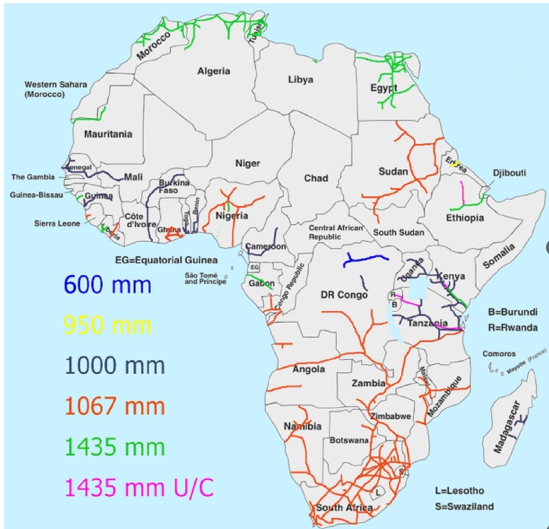 Morocco
Tunisia
Algeria
Libya
Egypt
Western Sahara
(Morocco)
Mauritania
Mali
Niger
Chad
Sudan
Eritrea
Djibouti
Senegal
The Gambia
Guinea-Bissau
Guinea
Sierra Leone
Liberia
Côte
d'Ivoire
Burkina
Faso
Ghana
Togo
Benin
Nigeria
Ethiopia
Somalia
South Sudan
Central African
Republic
Cameroon
EG=Equatorial Guinea
EG
São Tomé
and Príncipe
Gabon
Congo Republic
DR Congo
Uganda
Kenya
R
B
Tanzania
B=Burundi
R=Rwanda
Comoros
Mayotte (France)
600 mm
950 mm
1000 mm
1067 mm
1435 mm
1435 mm U/C
Angola
Zambia
Malawi
Mozambique
Zimbabwe
Namibia
Botswana
Madagascar
South Africa
S
L
L=Lesotho
S=Swaziland